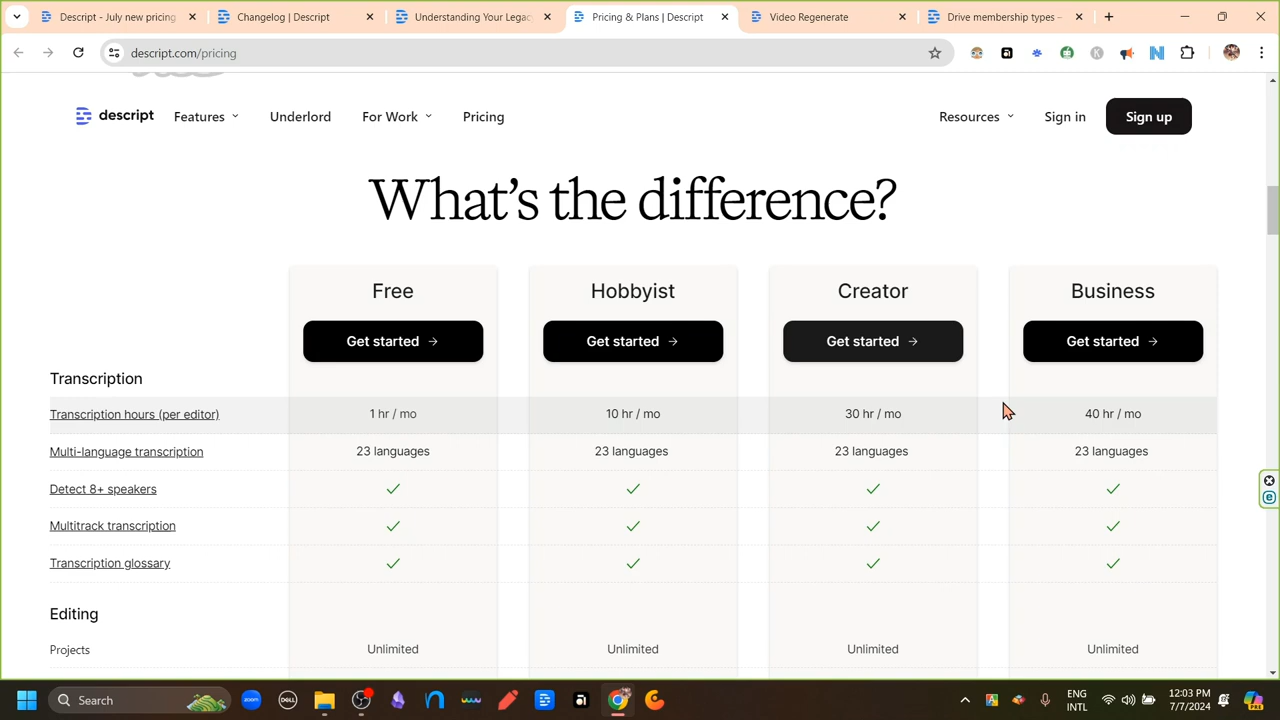 Descript - July new pricing
Changelog | Descript
Understanding Your Legac
Pricing & Plans | Descript
Video Regenerate
Drive membership types –
descript.com/pricing
descript
Features
Underlord
For Work
Pricing
Resources
Sign in
Sign up
What's the difference?
Free
Hobbyist
Creator
Business
Get started →
Get started →
Get started →
Get started →
Transcription
Transcription hours (per editor)
1 hr / mo
10 hr / mo
30 hr / mo
40 hr / mo
Multi-language transcription
23 languages
23 languages
23 languages
23 languages
Detect 8+ speakers
Multitrack transcription
Transcription glossary
Editing
Projects
Unlimited
Unlimited
Unlimited
Unlimited
Search
zoom
DELL
ENG
INTL
12:03 PM
7/7/2024